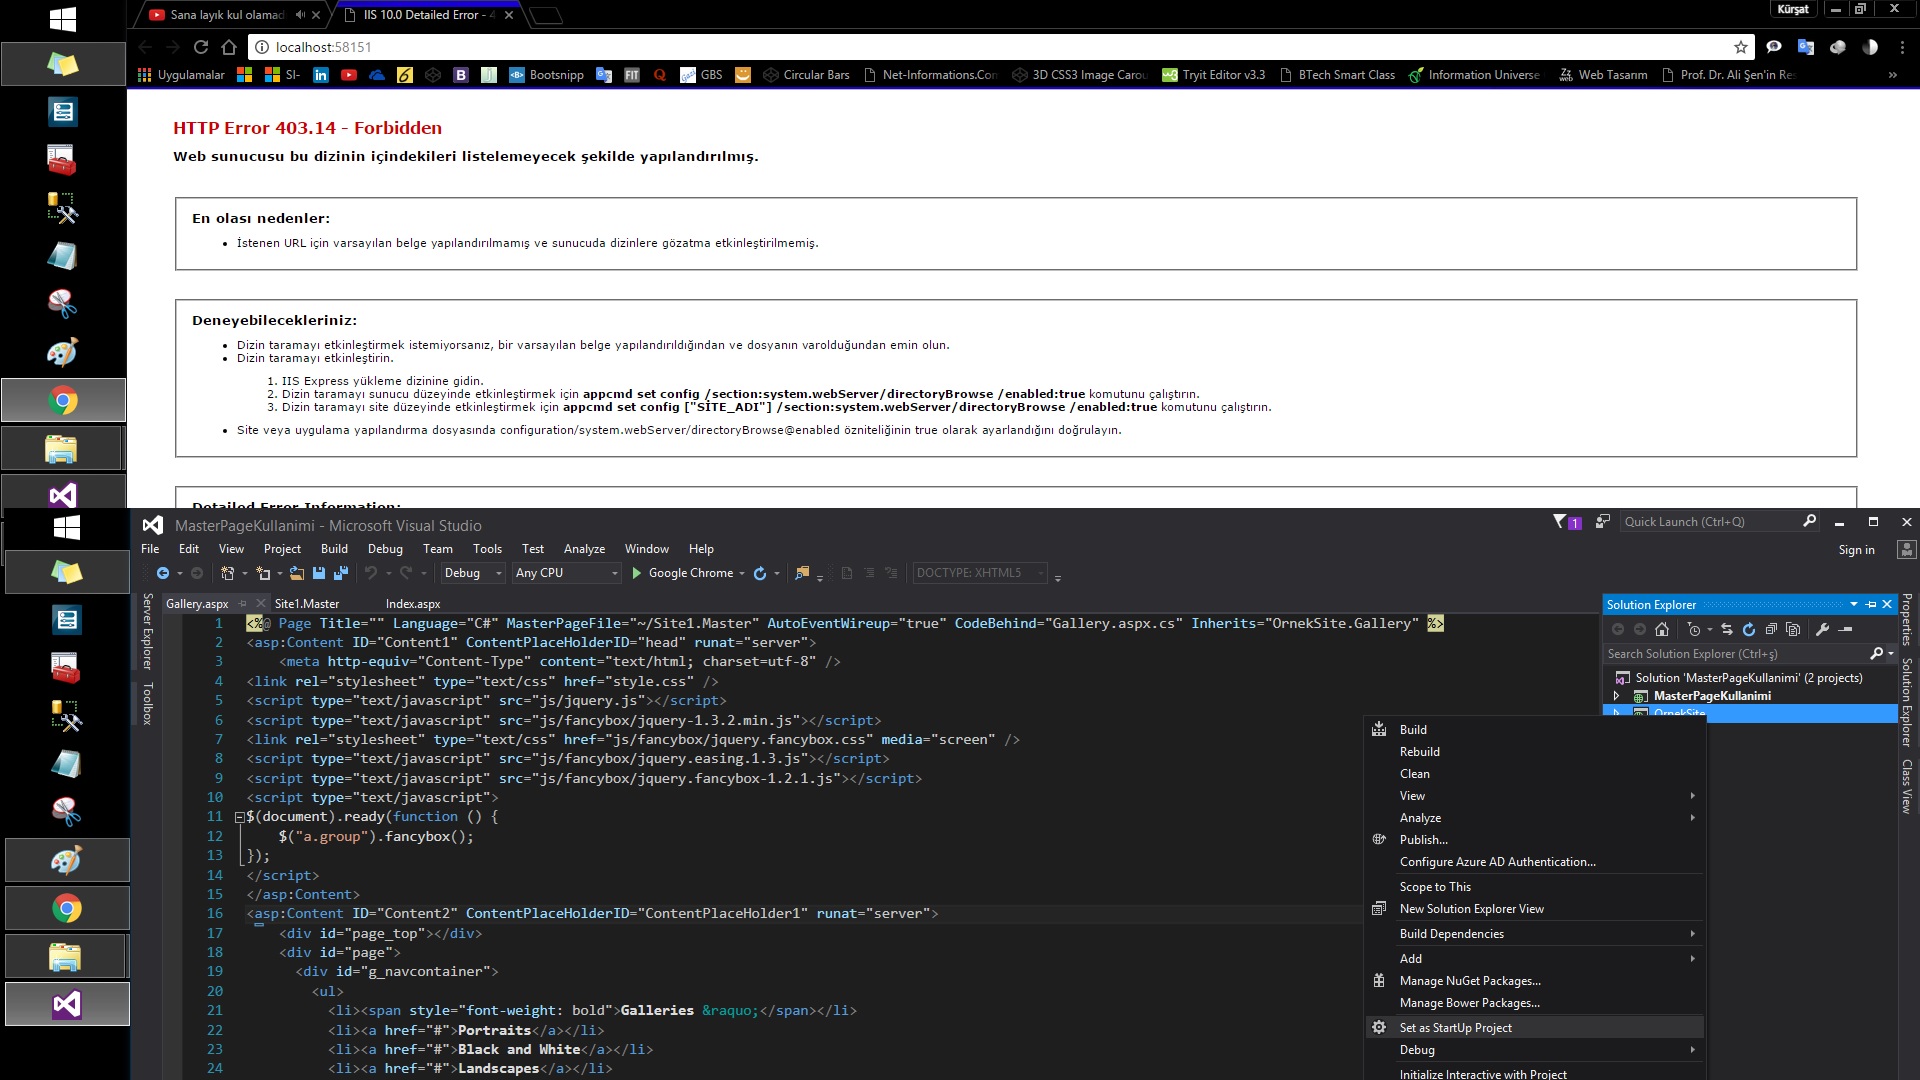 Sana layık kul olamad
IIS 10.0 Detailed Error - 4
Kürşat
localhost:58151
Uygulamalar
SI-
Bootsnipp
FIT
GBS
Circular Bars
Net-Informations.Com
3D CSS3 Image Carou
Tryit Editor v3.3
BTech Smart Class
Information Universe
Web Tasarım
Prof. Dr. Ali Şen'in Res
HTTP Error 403.14 - Forbidden
Web sunucusu bu dizinin içindekileri listelemeyecek şekilde yapılandırılmış.
En olası nedenler:
İstenen URL için varsayılan belge yapılandırılmamış ve sunucuda dizinlere gözatma etkinleştirilmemiş.
Deneyebilecekleriniz:
Dizin taramayı etkinleştirmek istemiyorsanız, bir varsayılan belge yapılandırıldığından ve dosyanın varolduğundan emin olun.
Dizin taramayı etkinleştirin.
1. IIS Express yükleme dizinine gidin.
2. Dizin taramayı sunucu düzeyinde etkinleştirmek için appcmd set config /section:system.webServer/directoryBrowse /enabled:true komutunu çalıştırın.
3. Dizin taramayı site düzeyinde etkinleştirmek için appcmd set config ["SİTE_ADI"] /section:system.webServer/directoryBrowse /enabled:true komutunu çalıştırın.
Site veya uygulama yapılandırma dosyasında configuration/system.webServer/directoryBrowse@enabled özniteliğinin true olarak ayarlandığını doğrulayın.
Detailed Error Information:
MasterPageKullanimi - Microsoft Visual Studio
1
Quick Launch (Ctrl+Q)
File Edit View Project Build Debug Team Tools Test Analyze Window Help
Sign in
Debug
Any CPU
Google Chrome
DOCTYPE: XHTML5
Server Explorer
Toolbox
Gallery.aspx
Site1.Master
Index.aspx
1 <%@ Page Title="" Language="C#" MasterPageFile="~/Site1.Master" AutoEventWireup="true" CodeBehind="Gallery.aspx.cs" Inherits="OrnekSite.Gallery" %>
2 <asp:Content ID="Content1" ContentPlaceHolderID="head" runat="server">
3 <meta http-equiv="Content-Type" content="text/html; charset=utf-8" />
4 <link rel="stylesheet" type="text/css" href="style.css" />
5 <script type="text/javascript" src="js/jquery.js"></script>
6 <script type="text/javascript" src="js/fancybox/jquery-1.3.2.min.js"></script>
7 <link rel="stylesheet" type="text/css" href="js/fancybox/jquery.fancybox.css" media="screen" />
8 <script type="text/javascript" src="js/fancybox/jquery.easing.1.3.js"></script>
9 <script type="text/javascript" src="js/fancybox/jquery.fancybox-1.2.1.js"></script>
10 <script type="text/javascript">
11 $(document).ready(function () {
12 $("a.group").fancybox();
13 });
14 </script>
15 </asp:Content>
16 <asp:Content ID="Content2" ContentPlaceHolderID="ContentPlaceHolder1" runat="server">
17 <div id="page_top"></div>
18 <div id="page">
19 <div id="g_navcontainer">
20 <ul>
21 <li><span style="font-weight: bold">Galleries &raquo;</span></li>
22 <li><a href="#">Portraits</a></li>
23 <li><a href="#">Black and White</a></li>
24 <li><a href="#">Landscapes</a></li>
Solution Explorer
Search Solution Explorer (Ctrl+ş)
Solution 'MasterPageKullanimi' (2 projects)
MasterPageKullanimi
OrnekSite
Build
Rebuild
Clean
View
Analyze
Publish...
Configure Azure AD Authentication...
Scope to This
New Solution Explorer View
Build Dependencies
Add
Manage NuGet Packages...
Manage Bower Packages...
Set as StartUp Project
Debug
Initialize Interactive with Project
Properties
Solution Explorer
Class View